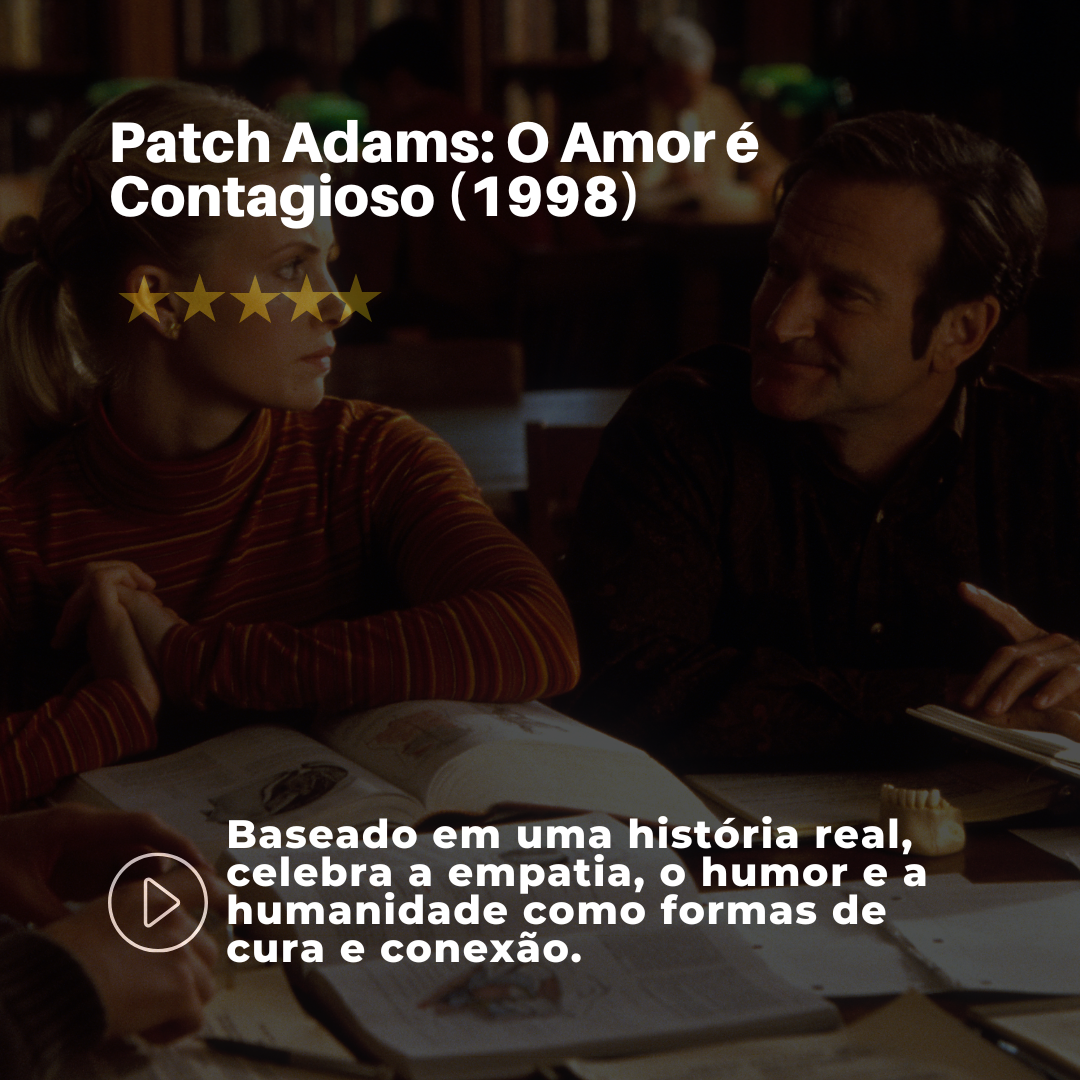 Patch Adams: O Amor é
Contagioso (1998)
Baseado em uma história real,
celebra a empatia, o humor e a
humanidade como formas de
cura e conexão.